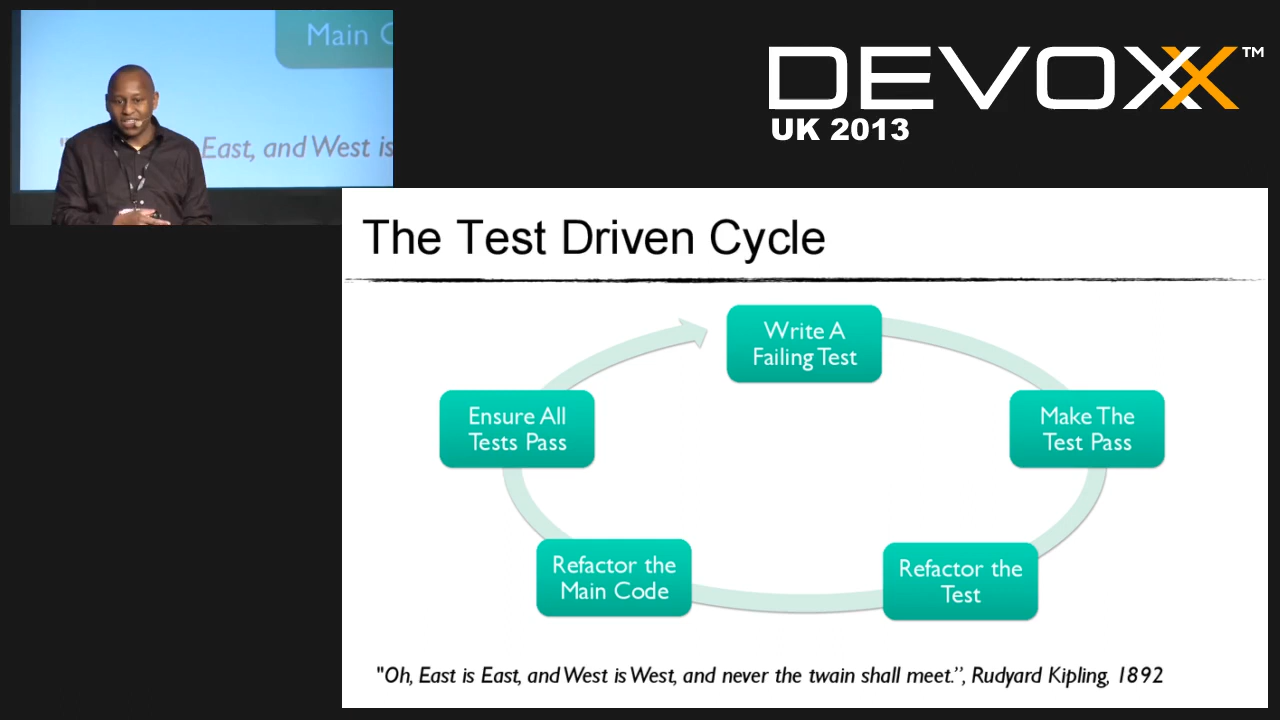 Main C
East, and West is
DEVOXX™
UK 2013
The Test Driven Cycle
Write A
Failing Test
Make The
Test Pass
Refactor the
Test
Refactor the
Main Code
Ensure All
Tests Pass
"Oh, East is East, and West is West, and never the twain shall meet.”, Rudyard Kipling, 1892